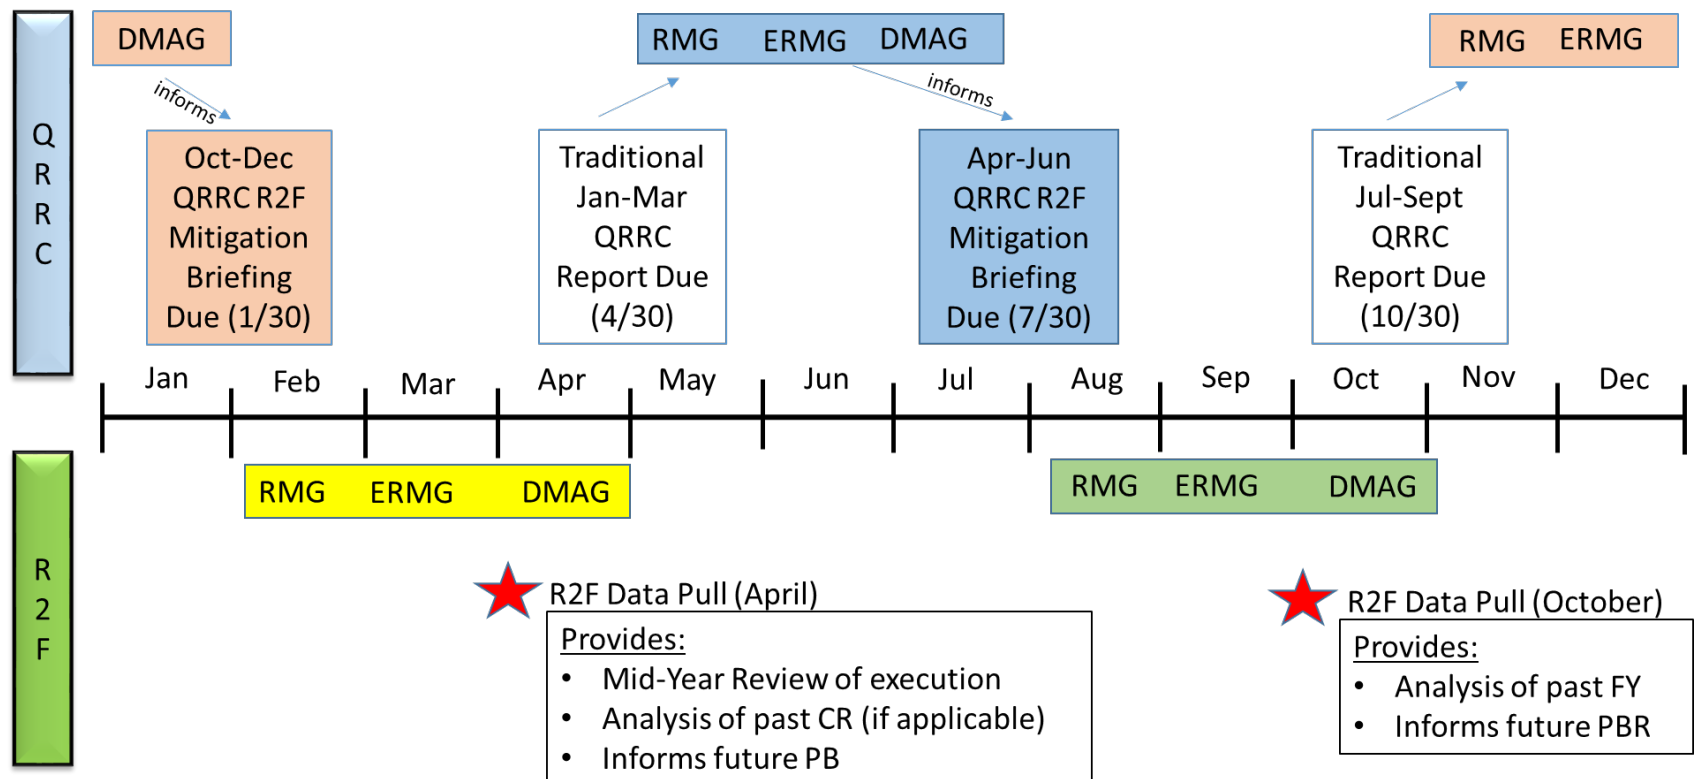 Q
R
R
C
DMAG
informs
Oct-Dec
QRRC R2F
Mitigation
Briefing
Due (1/30)
RMG ERMG DMAG
informs
Traditional
Jan-Mar
QRRC
Report Due
(4/30)
Apr-Jun
QRRC R2F
Mitigation
Briefing
Due (7/30)
RMG ERMG
Traditional
Jul-Sept
QRRC
Report Due
(10/30)
Jan Feb Mar Apr May Jun Jul Aug Sep Oct Nov Dec
R
2
F
RMG ERMG DMAG
RMG ERMG DMAG
R2F Data Pull (April)
Provides:
• Mid-Year Review of execution
• Analysis of past CR (if applicable)
• Informs future PB
R2F Data Pull (October)
Provides:
• Analysis of past FY
• Informs future PBR